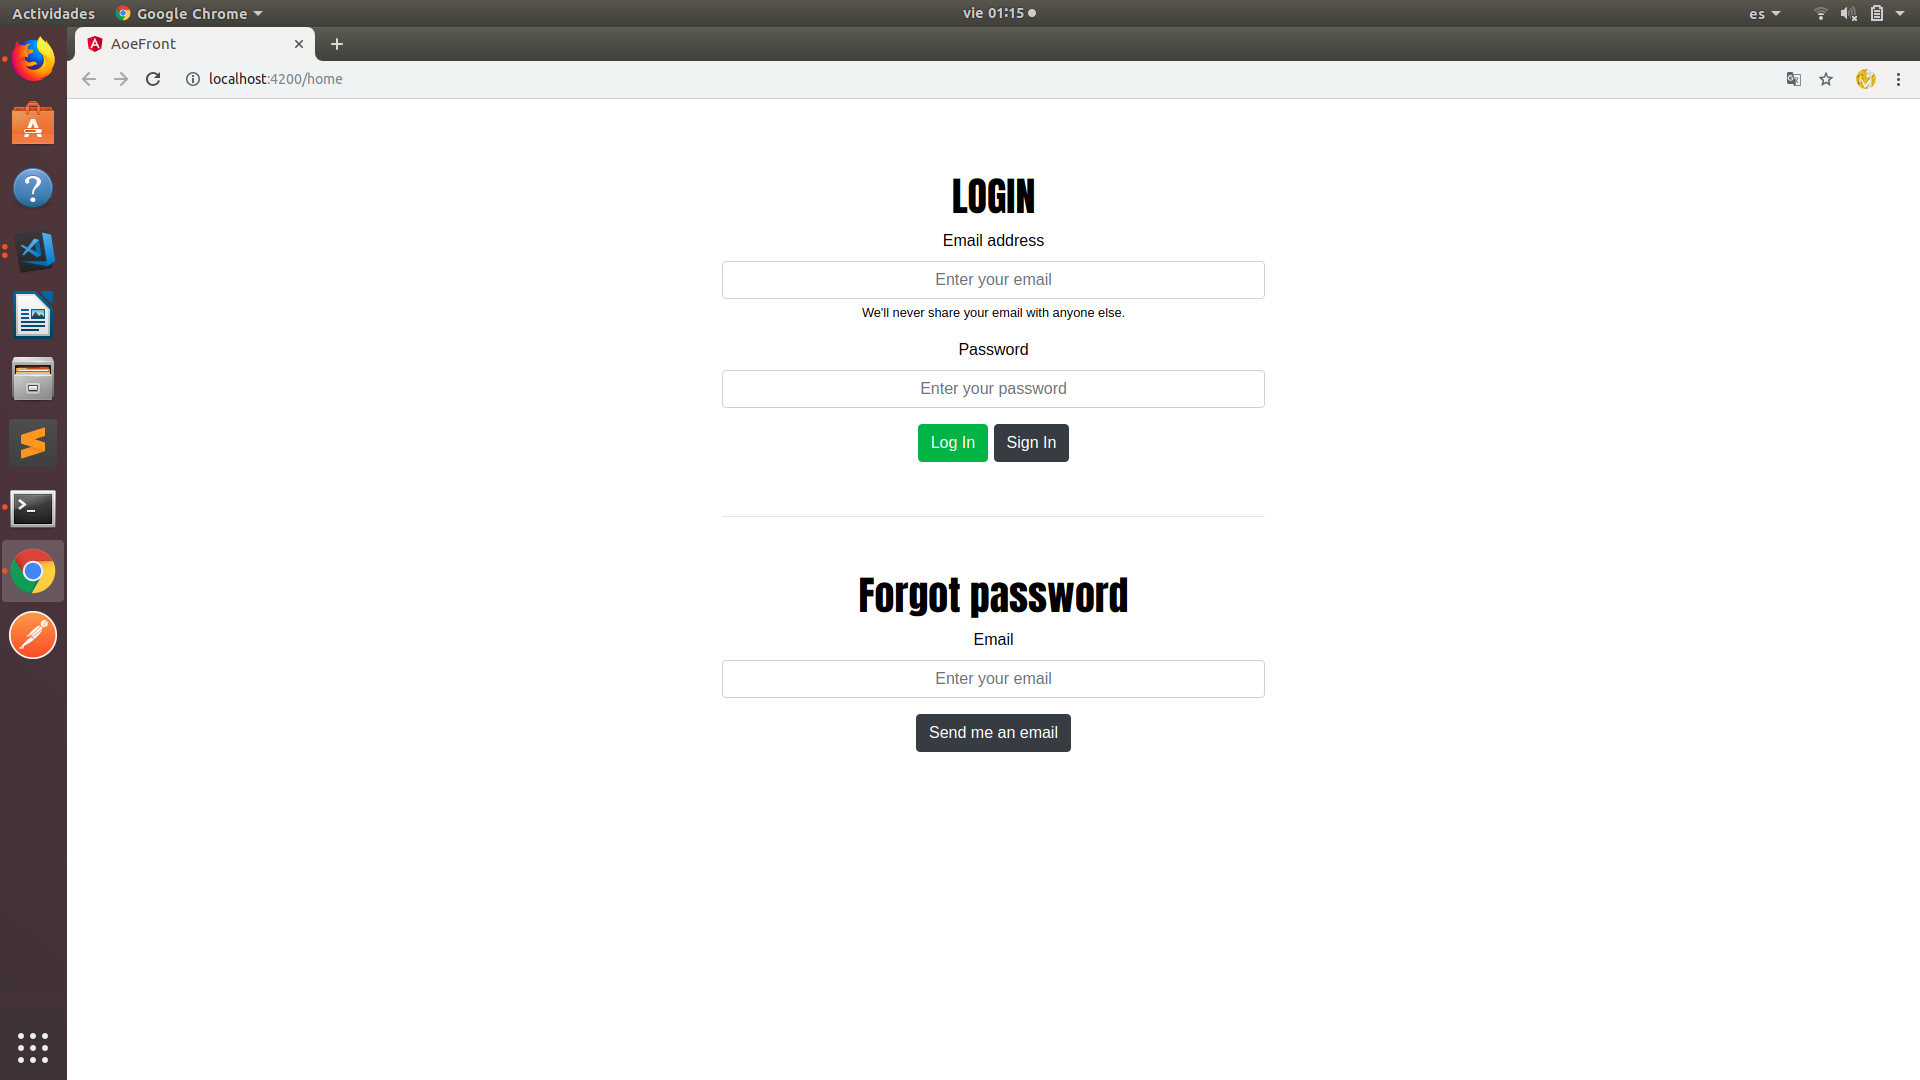 Actividades
Google Chrome
vie 01:15
es
AoeFront
localhost:4200/home
LOGIN
Email address
Enter your email
We'll never share your email with anyone else.
Password
Enter your password
Log In
Sign In
Forgot password
Email
Enter your email
Send me an email